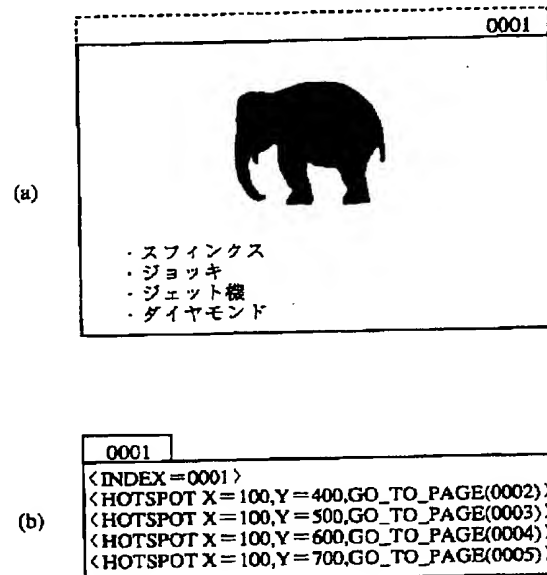 0001
(a)
・スフィンクス
・ジョッキ
・ジェット機
・ダイヤモンド
0001
(b)
〈INDEX=0001〉
〈HOTSPOT X=100,Y=400,GO_TO_PAGE(0002)〉
〈HOTSPOT X=100,Y=500,GO_TO_PAGE(0003)〉
〈HOTSPOT X=100,Y=600,GO_TO_PAGE(0004)〉
〈HOTSPOT X=100,Y=700,GO_TO_PAGE(0005)〉